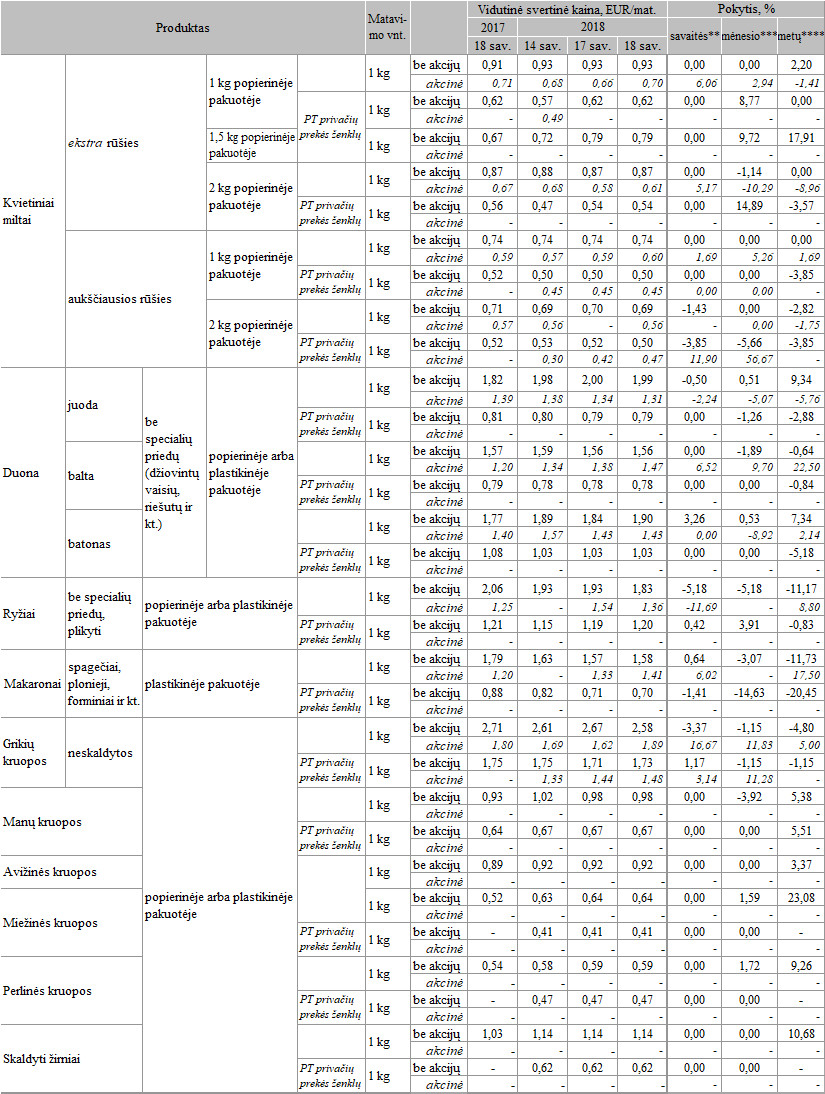 Produktas Matavi- Vidutinė svertinė kaina, EUR/mat. Pokytis, %
mo vnt. 2017 2018 savaitės** mėnesio*** metų****
18 sav. 14 sav. 17 sav. 18 sav.
Kvietiniai miltai ekstra rūšies 1 kg popierinėje pakuotėje 1 kg be akcijų 0,91 0,93 0,93 0,93 0,00 0,00 2,20
akcinė 0,71 0,68 0,66 0,70 6,06 2,94 -1,41
PT privačių prekės ženklų 1 kg be akcijų 0,62 0,57 0,62 0,62 0,00 8,77 0,00
akcinė - 0,49 - - - - -
1,5 kg popierinėje pakuotėje 1 kg be akcijų 0,67 0,72 0,79 0,79 0,00 9,72 17,91
akcinė - - - - - - -
2 kg popierinėje pakuotėje 1 kg be akcijų 0,87 0,88 0,87 0,87 0,00 -1,14 0,00
akcinė 0,67 0,68 0,58 0,61 5,17 -10,29 -8,96
PT privačių prekės ženklų 1 kg be akcijų 0,56 0,47 0,54 0,54 0,00 14,89 -3,57
akcinė - - - - - - -
aukščiausios rūšies 1 kg popierinėje pakuotėje 1 kg be akcijų 0,74 0,74 0,74 0,74 0,00 0,00 0,00
akcinė 0,59 0,57 0,59 0,60 1,69 5,26 1,69
PT privačių prekės ženklų 1 kg be akcijų 0,52 0,50 0,50 0,50 0,00 0,00 -3,85
akcinė - 0,45 0,45 0,45 0,00 0,00 -
2 kg popierinėje pakuotėje 1 kg be akcijų 0,71 0,69 0,70 0,69 -1,43 0,00 -2,82
akcinė 0,57 0,56 - 0,56 - 0,00 -1,75
PT privačių prekės ženklų 1 kg be akcijų 0,52 0,53 0,52 0,50 -3,85 -5,66 -3,85
akcinė - 0,30 0,42 0,47 11,90 56,67 -
Duona juoda be specialių priedų (džiovintų vaisių, riešutų ir kt.) popierinėje arba plastikinėje pakuotėje 1 kg be akcijų 1,82 1,98 2,00 1,99 -0,50 0,51 9,34
akcinė 1,39 1,38 1,34 1,31 -2,24 -5,07 -5,76
PT privačių prekės ženklų 1 kg be akcijų 0,81 0,80 0,79 0,79 0,00 -1,26 -2,88
akcinė - - - - - - -
balta 1 kg be akcijų 1,57 1,59 1,56 1,56 0,00 -1,89 -0,64
akcinė 1,20 1,34 1,38 1,47 6,52 9,70 22,50
PT privačių prekės ženklų 1 kg be akcijų 0,79 0,78 0,78 0,78 0,00 0,00 -0,84
akcinė - - - - - - -
batonas 1 kg be akcijų 1,77 1,89 1,84 1,90 3,26 0,53 7,34
akcinė 1,40 1,57 1,43 1,43 0,00 -8,92 2,14
PT privačių prekės ženklų 1 kg be akcijų 1,08 1,03 1,03 1,03 0,00 0,00 -5,18
akcinė - - - - - - -
Ryžiai be specialių priedų, plikyti popierinėje arba plastikinėje pakuotėje 1 kg be akcijų 2,06 1,93 1,93 1,83 -5,18 -5,18 -11,17
akcinė 1,25 - 1,54 1,36 -11,69 - 8,80
PT privačių prekės ženklų 1 kg be akcijų 1,21 1,15 1,19 1,20 0,42 3,91 -0,83
akcinė - - - - - - -
Makaronai spagečiai, plonieji, forminiai ir kt. plastikinėje pakuotėje 1 kg be akcijų 1,79 1,63 1,57 1,58 0,64 -3,07 -11,73
akcinė 1,20 - 1,33 1,41 6,02 - 17,50
PT privačių prekės ženklų 1 kg be akcijų 0,88 0,82 0,71 0,70 -1,41 -14,63 -20,45
akcinė - - - - - - -
Grikių kruopos neskaldytos popierinėje arba plastikinėje pakuotėje 1 kg be akcijų 2,71 2,61 2,67 2,58 -3,37 -1,15 -4,80
akcinė 1,80 1,69 1,62 1,89 16,67 11,83 5,00
PT privačių prekės ženklų 1 kg be akcijų 1,75 1,75 1,71 1,73 1,17 -1,15 -1,15
akcinė - 1,33 1,44 1,48 3,14 11,28 -
Manų kruopos 1 kg be akcijų 0,93 1,02 0,98 0,98 0,00 -3,92 5,38
akcinė - - - - - - -
PT privačių prekės ženklų 1 kg be akcijų 0,64 0,67 0,67 0,67 0,00 0,00 5,51
akcinė - - - - - - -
Avižinės kruopos 1 kg be akcijų 0,89 0,92 0,92 0,92 0,00 0,00 3,37
akcinė - - - - - - -
Miežinės kruopos 1 kg be akcijų 0,52 0,63 0,64 0,64 0,00 1,59 23,08
akcinė - - - - - - -
PT privačių prekės ženklų 1 kg be akcijų - 0,41 0,41 0,41 0,00 0,00 -
akcinė - - - - - - -
Perlinės kruopos 1 kg be akcijų 0,54 0,58 0,59 0,59 0,00 1,72 9,26
akcinė - - - - - - -
PT privačių prekės ženklų 1 kg be akcijų - 0,47 0,47 0,47 0,00 0,00 -
akcinė - - - - - - -
Skaldyti žirniai 1 kg be akcijų 1,03 1,14 1,14 1,14 0,00 0,00 10,68
akcinė - - - - - - -
PT privačių prekės ženklų 1 kg be akcijų - 0,62 0,62 0,62 0,00 0,00 -
akcinė - - - - - - -